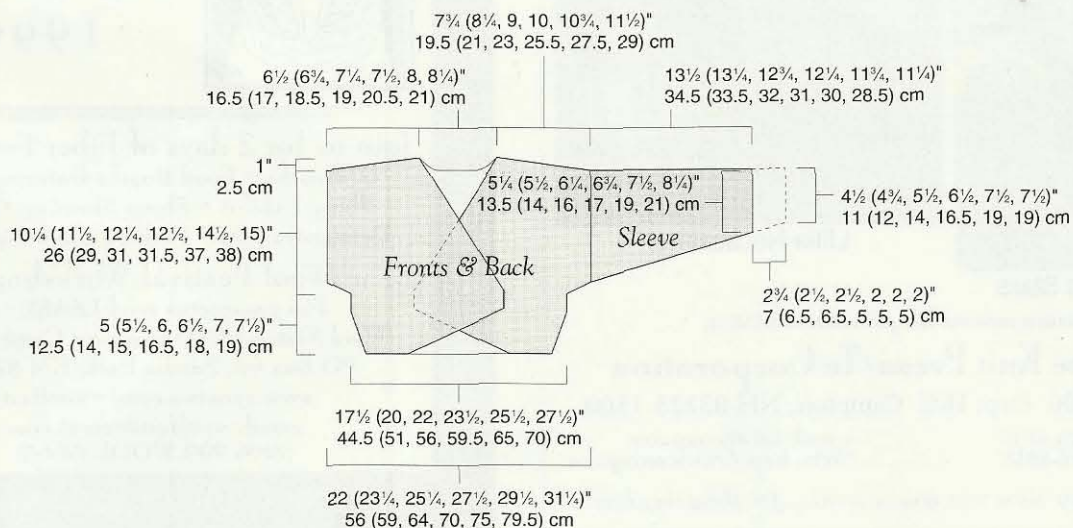 7¾ (8¼, 9, 10, 10¾, 11½)"
19.5 (21, 23, 25.5, 27.5, 29) cm
6½ (6¾, 7¼, 7½, 8, 8¼)"
16.5 (17, 18.5, 19, 20.5, 21) cm
13½ (13¼, 12¾, 12¼, 11¾, 11¼)"
34.5 (33.5, 32, 31, 30, 28.5) cm
1"
2.5 cm
5¼ (5½, 6¼, 6¾, 7½, 8¼)"
13.5 (14, 16, 17, 19, 21) cm
4½ (4¾, 5½, 6½, 7½, 7½)"
11 (12, 14, 16.5, 19, 19) cm
10¼ (11½, 12¼, 12½, 14½, 15)"
26 (29, 31, 31.5, 37, 38) cm
Sleeve
Fronts & Back
2¾ (2½, 2½, 2, 2, 2)"
7 (6.5, 6.5, 5, 5, 5) cm
5 (5½, 6, 6½, 7, 7½)"
12.5 (14, 15, 16.5, 18, 19) cm
17½ (20, 22, 23½, 25½, 27½)"
44.5 (51, 56, 59.5, 65, 70) cm
22 (23¼, 25¼, 27½, 29½, 31¼)"
56 (59, 64, 70, 75, 79.5) cm